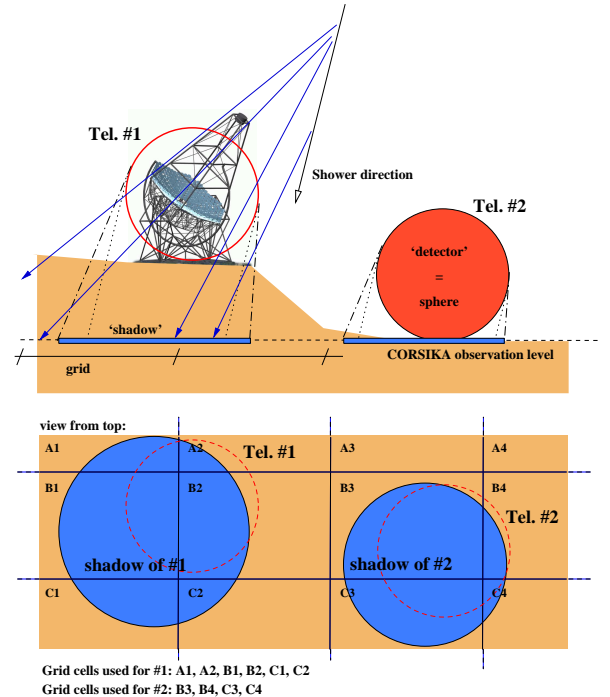 Tel. #1
Shower direction
Tel. #2
‘detector’
=
sphere
‘shadow’
CORSIKA observation level
grid
view from top:
A1 A2 Tel. #1 A3 A4
B1 B2 B3 B4
Tel. #2
shadow of #1 shadow of #2
C1 C2 C3 C4
Grid cells used for #1: A1, A2, B1, B2, C1, C2
Grid cells used for #2: B3, B4, C3, C4